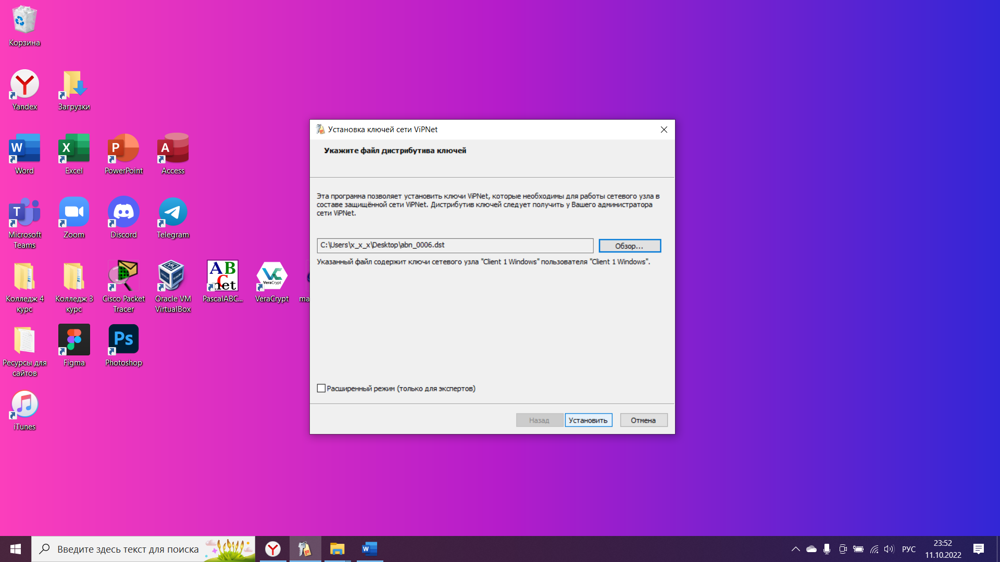 Корзина
Yandex
Загрузки
Word
Excel
PowerPoint
Access
Microsoft
Teams
Zoom
Discord
Telegram
Колледж 4
курс
Колледж 3
курс
Cisco Packet
Tracer
Oracle VM
VirtualBox
PascalABC...
VeraCrypt
ma
Ресурсы для
сайтов
Figma
Photoshop
iTunes
Установка ключей сети ViPNet
Укажите файл дистрибутива ключей
Эта программа позволяет установить ключи ViPNet, которые необходимы для работы сетевого узла в
составе защищённой сети ViPNet. Дистрибутив ключей следует получить у Вашего администратора
сети ViPNet.
C:\Users\x_x_x\Desktop\abn_0006.dst
Обзор...
Указанный файл содержит ключи сетевого узла "Client 1 Windows" пользователя "Client 1 Windows".
Расширенный режим (только для экспертов)
Назад
Установить
Отмена
Введите здесь текст для поиска
РУС
23:52
11.10.2022